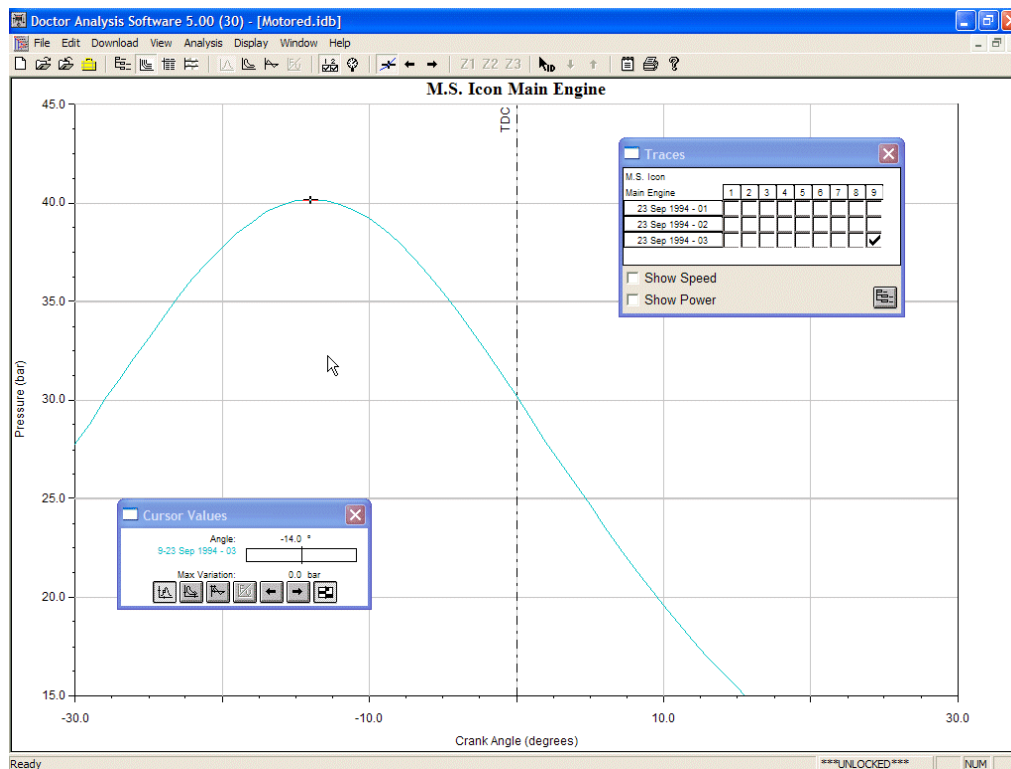 Doctor Analysis Software 5.00 (30) - [Motored.idb]
File Edit Download View Analysis Display Window Help
Z1 Z2 Z3 ID
M.S. Icon Main Engine
45.0
40.0
35.0
30.0
25.0
20.0
15.0
Pressure (bar)
TDC
Traces
M.S. Icon
Main Engine 1 2 3 4 5 6 7 8 9
23 Sep 1994 - 01
23 Sep 1994 - 02
23 Sep 1994 - 03
Show Speed
Show Power
Cursor Values
Angle: -14.0 °
9-23 Sep 1994 - 03
Max Variation: 0.0 bar
-30.0 -10.0 10.0 30.0
Crank Angle (degrees)
Ready ***UNLOCKED*** NUM